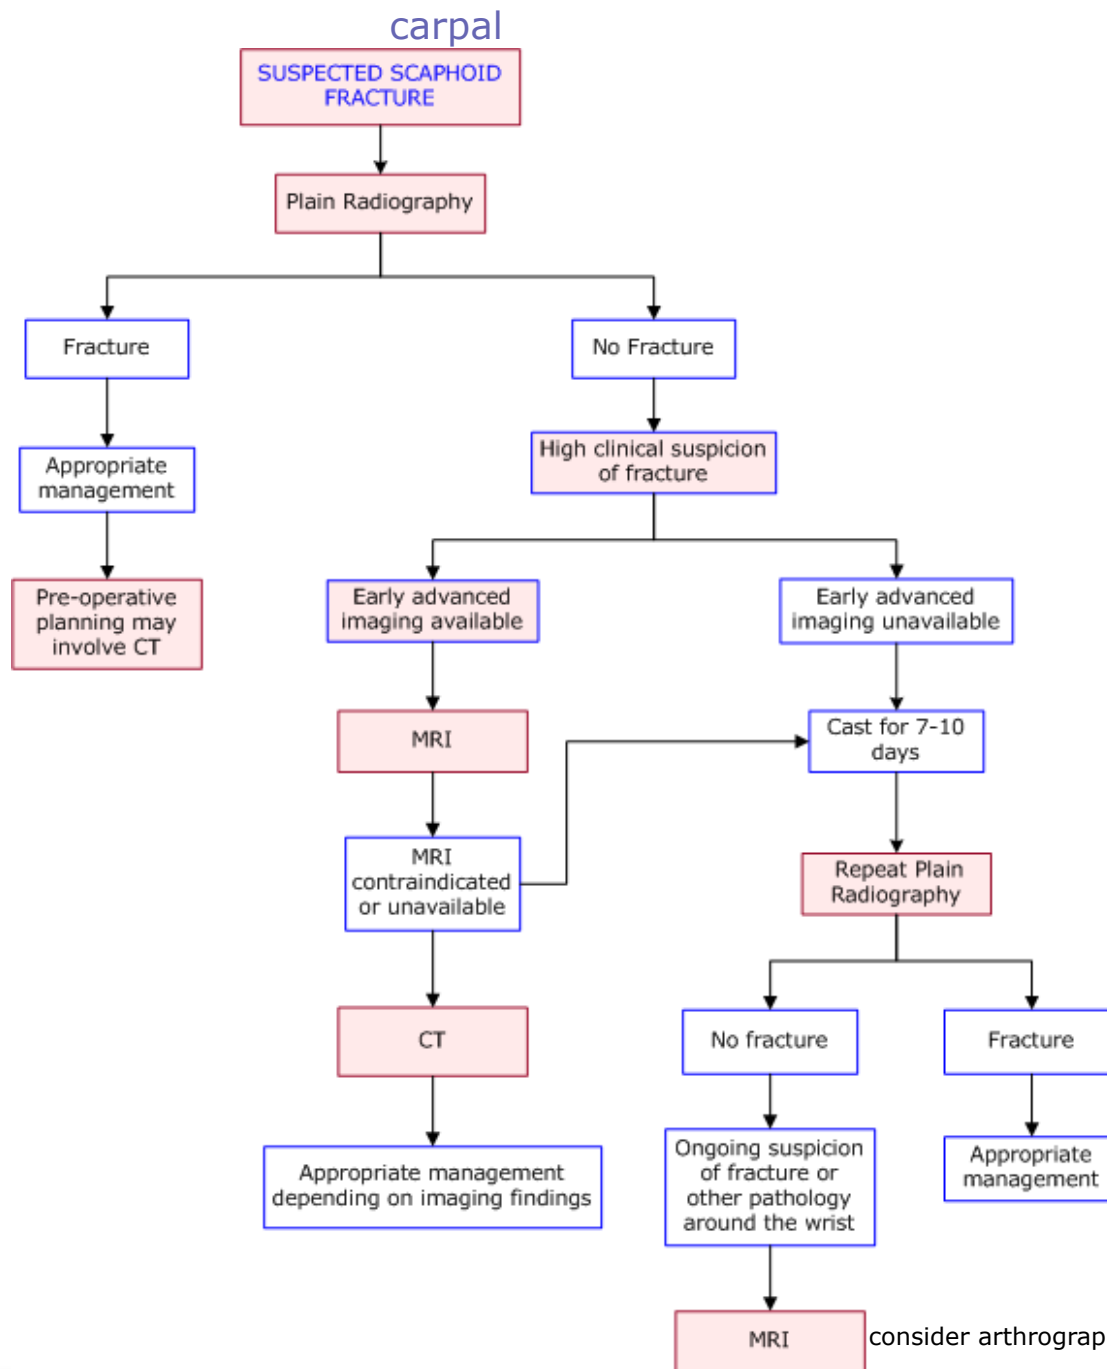 carpal
SUSPECTED SCAPHOID
FRACTURE
Plain Radiography
Fracture
No Fracture
Appropriate
management
High clinical suspicion
of fracture
Pre-operative
planning may
involve CT
Early advanced
imaging available
Early advanced
imaging unavailable
MRI
Cast for 7-10
days
MRI
contraindicated
or unavailable
Repeat Plain
Radiography
CT
No fracture
Fracture
Appropriate management
depending on imaging findings
Ongoing suspicion
of fracture or
other pathology
around the wrist
Appropriate
management
MRI
consider arthrograp